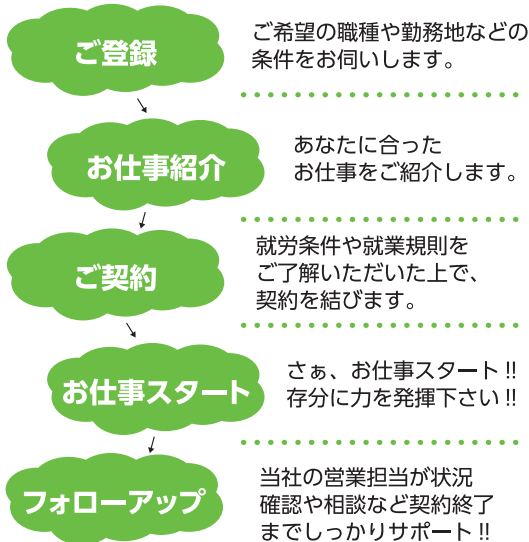 ご登録
ご希望の職種や勤務地などの
条件をお伺いします。
お仕事紹介
あなたに合った
お仕事をご紹介します。
ご契約
就労条件や就業規則を
ご了解いただいた上で、
契約を結びます。
お仕事スタート
さぁ、お仕事スタート!!
存分に力を発揮下さい!!
フォローアップ
当社の営業担当が状況
確認や相談など契約終了
までしっかりサポート!!